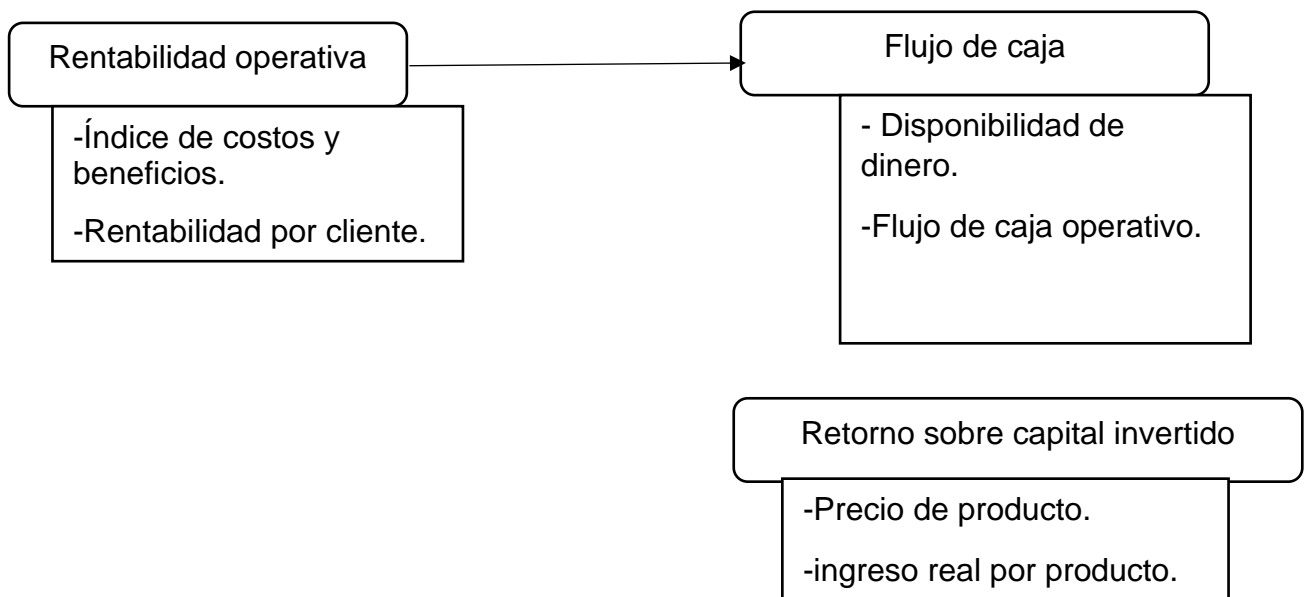 Rentabilidad operativa
-Índice de costos y
beneficios.
-Rentabilidad por cliente.
Flujo de caja
- Disponibilidad de
dinero.
-Flujo de caja operativo.
Retorno sobre capital invertido
-Precio de producto.
-ingreso real por producto.